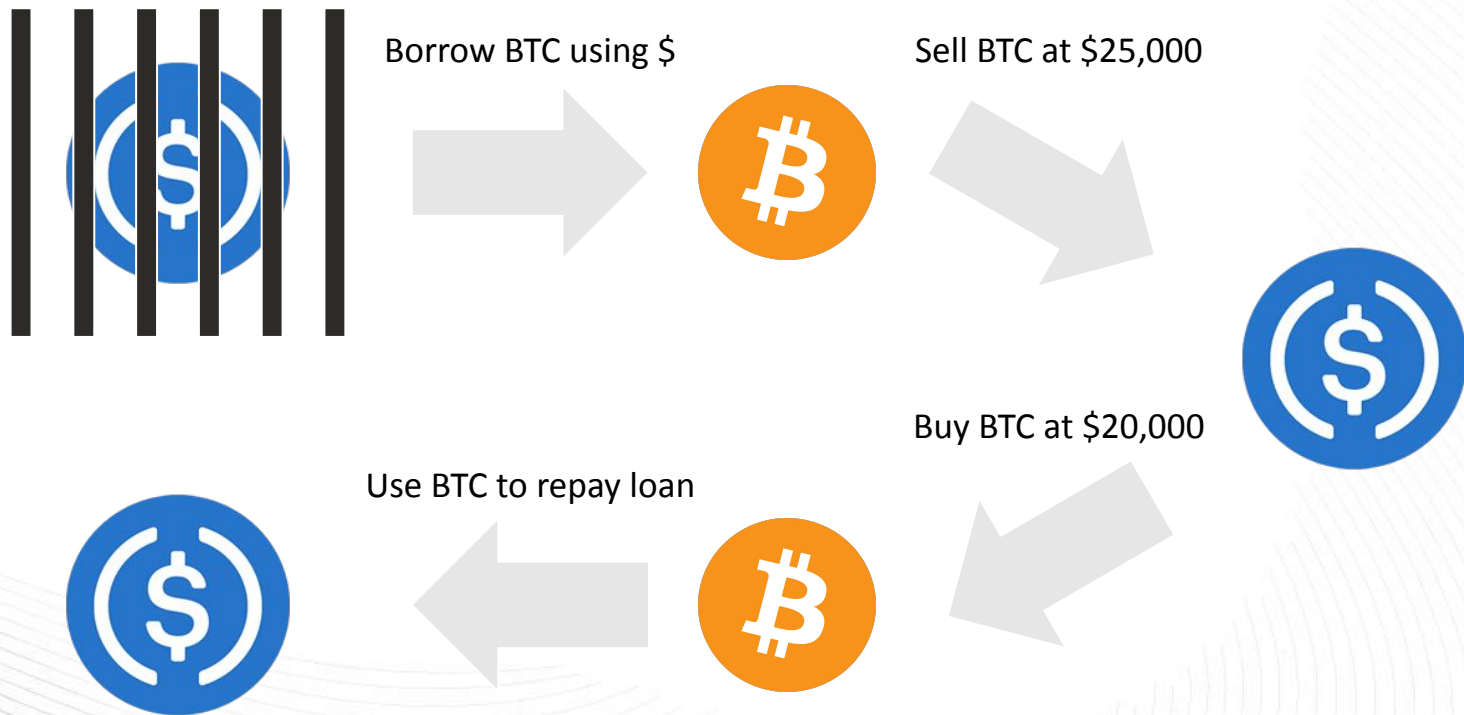 Borrow BTC using $
Sell BTC at $25,000
Buy BTC at $20,000
Use BTC to repay loan